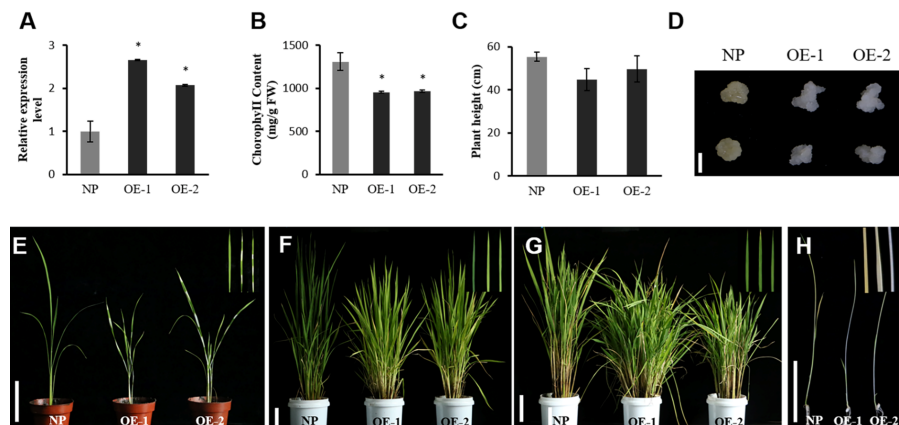 A
Relative expression
level
3
2
1
0
*
*
NP
OE-1
OE-2
B
ChorophyII Content
(mg/g FW)
1500
1000
500
0
*
*
NP
OE-1
OE-2
C
Plant height (cm)
60
40
20
0
NP
OE-1
OE-2
D
NP
OE-1
OE-2
E
NP
OE-1
OE-2
F
NP
OE-1
OE-2
G
NP
OE-1
OE-2
H
NP
OE-1
OE-2